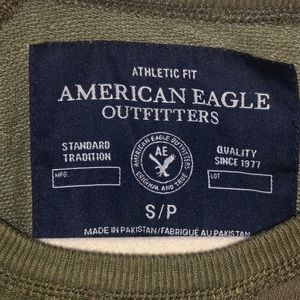 ATHLETIC FIT
AMERICAN EAGLE
OUTFITTERS
STANDARD
TRADITION
MFG.
AMERICAN EAGLE OUTFITTERS
AE
ORIGINAL AND TRUE
QUALITY
SINCE 1977
LOT
S/P
MADE IN PAKISTAN/FABRIQUÉ AU PAKISTAN